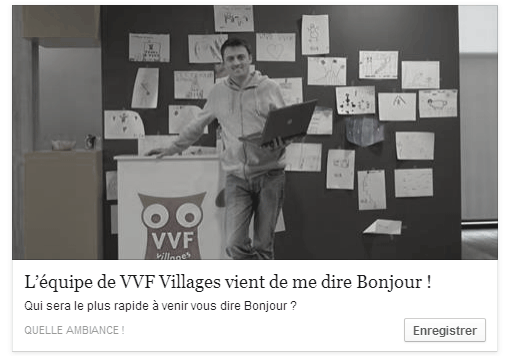 VVF
villages
L'équipe de VVF Villages vient de me dire Bonjour !
Qui sera le plus rapide à venir vous dire Bonjour ?
QUELLE AMBIANCE !
Enregistrer